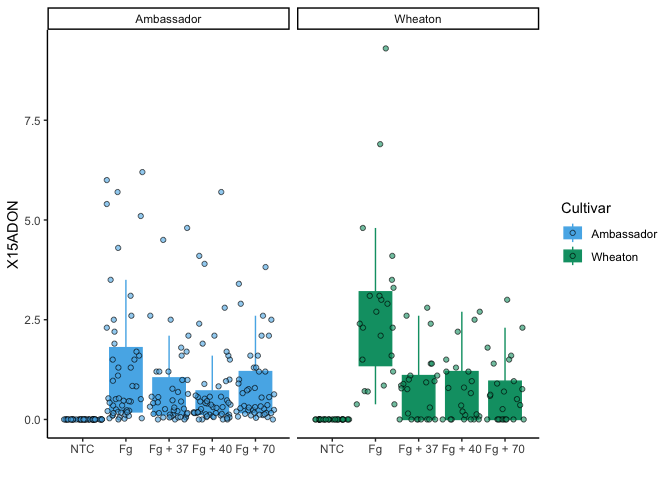 Ambassador
Wheaton
X15ADON
7.5
5.0
2.5
0.0
NTC Fg Fg + 37 Fg + 40 Fg + 70
NTC Fg Fg + 37 Fg + 40 Fg + 70
Cultivar
Ambassador
Wheaton